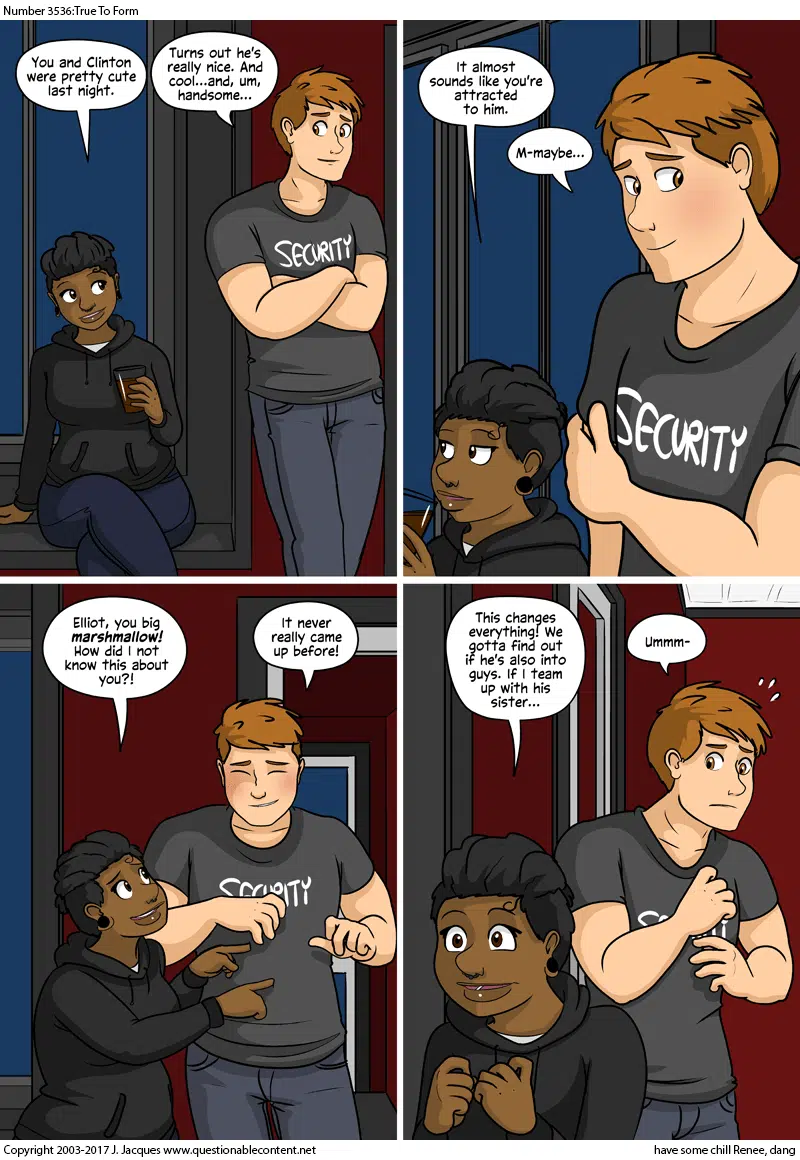 Number 3536:True To Form
You and Clinton
were pretty cute
last night.
Turns out he's
really nice. And
cool...and, um,
handsome...
SECURITY
It almost
sounds like you're
attracted
to him.
M-maybe...
SECURITY
Elliot, you big
marshmallow!
How did I not
know this about
you?!
It never
really came
up before!
SECURITY
This changes
everything! We
gotta find out
if he's also into
guys. If I team
up with his
sister...
Ummm-
Copyright 2003-2017 J. Jacques www.questionablecontent.net
have some chill Renee, dang